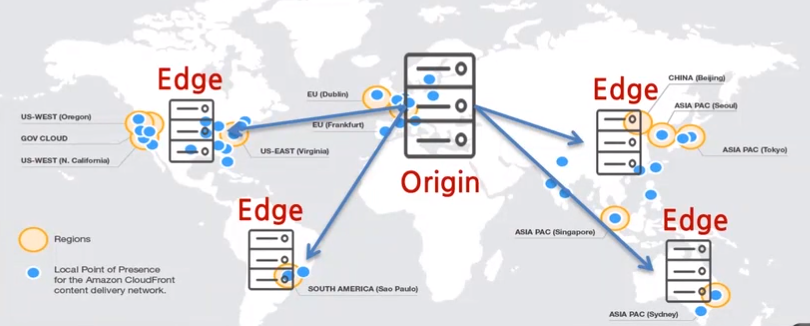 Edge
Origin
Edge
Edge
Edge
US-WEST (Oregon)
GOV CLOUD
US-WEST (N. California)
EU (Dublin)
EU (Frankfurt)
US-EAST (Virginia)
CHINA (Beijing)
ASIA PAC (Seoul)
ASIA PAC (Tokyo)
ASIA PAC (Singapore)
SOUTH AMERICA (Sao Paulo)
ASIA PAC (Sydney)
Regions
Local Point of Presence
for the Amazon CloudFront
content delivery network.